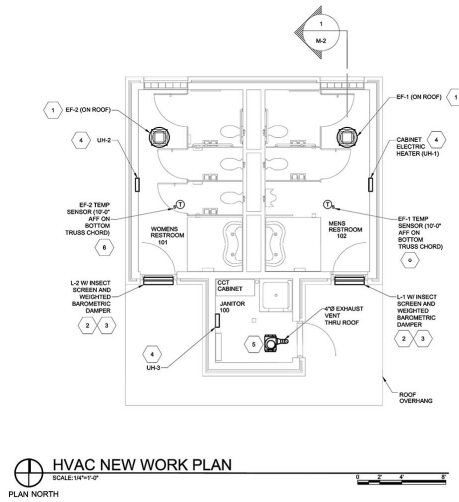 1
M-2
1
EF-2 (ON ROOF)
EF-1 (ON ROOF)
1
4
UH-2
CABINET
ELECTRIC
HEATER (UH-1)
4
T
T
EF-2 TEMP
SENSOR (10'-0"
AFF ON
BOTTOM
TRUSS CHORD)
6
WOMENS
RESTROOM
101
MENS
RESTROOM
102
EF-1 TEMP
SENSOR (10'-0"
AFF ON
BOTTOM
TRUSS CHORD)
L-2 W/ INSECT
SCREEN AND
WEIGHTED
BAROMETRIC
DAMPER
2
3
CCT
CABINET
JANITOR
100
4"Ø EXHAUST
VENT
THRU ROOF
L-1 W/ INSECT
SCREEN AND
WEIGHTED
BAROMETRIC
DAMPER
2
3
4
UH-3
5
ROOF
OVERHANG
HVAC NEW WORK PLAN
SCALE: 1/4"=1'-0"
PLAN NORTH
0
2'
4'
8'